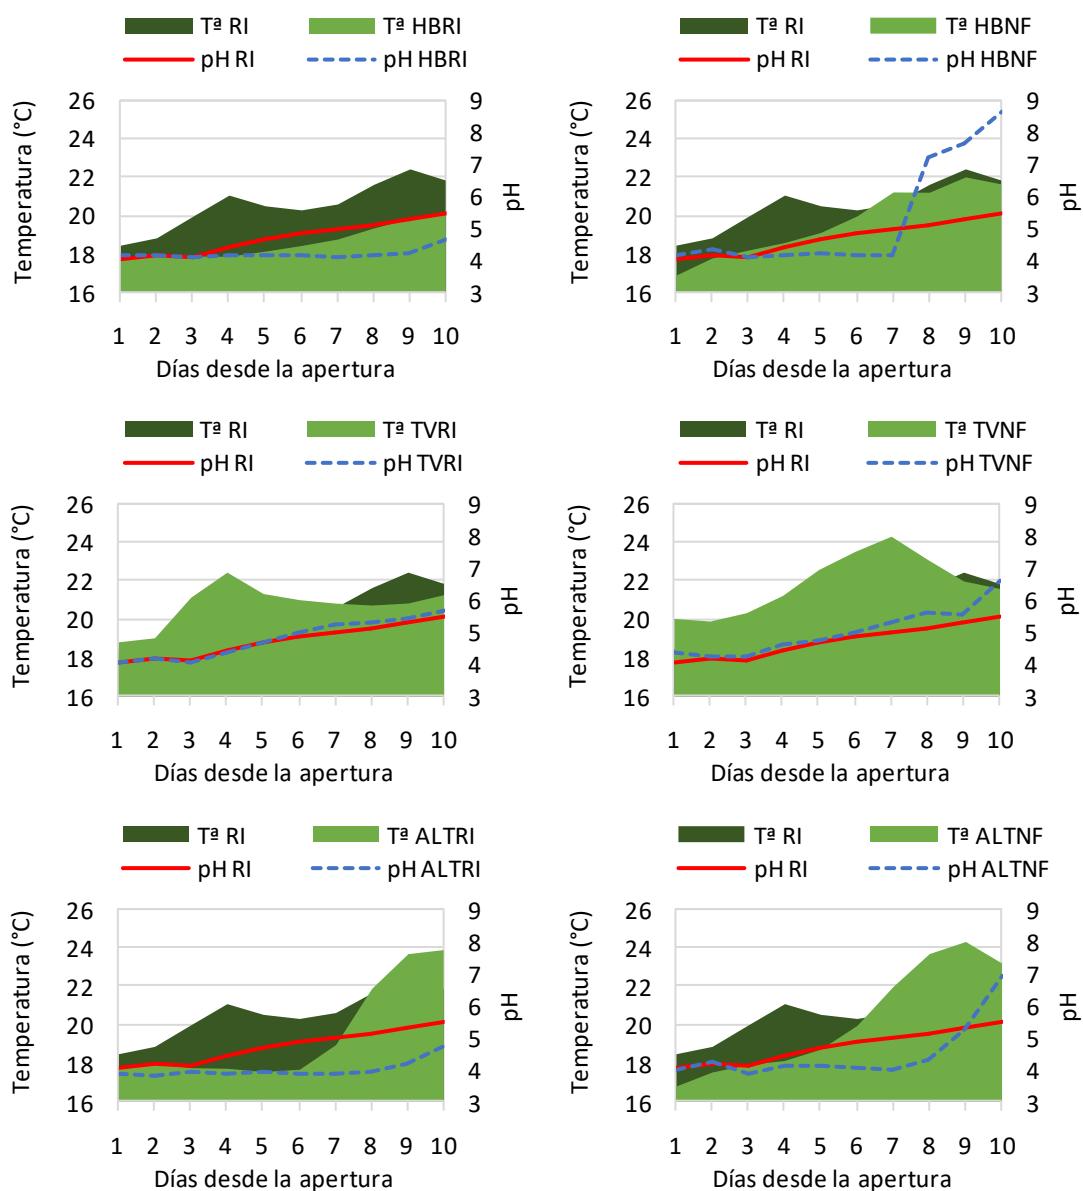 Tª RI Tª HBRI
pH RI pH HBRI
Temperatura (°C)
26 24 22 20 18 16
9 8 7 6 5 4 3
pH
1 2 3 4 5 6 7 8 9 10
Días desde la apertura
Tª RI Tª HBNF
pH RI pH HBNF
Temperatura (°C)
26 24 22 20 18 16
9 8 7 6 5 4 3
pH
1 2 3 4 5 6 7 8 9 10
Días desde la apertura
Tª RI Tª TVRI
pH RI pH TVRI
Temperatura (°C)
26 24 22 20 18 16
9 8 7 6 5 4 3
pH
1 2 3 4 5 6 7 8 9 10
Días desde la apertura
Tª RI Tª TVNF
pH RI pH TVNF
Temperatura (°C)
26 24 22 20 18 16
9 8 7 6 5 4 3
pH
1 2 3 4 5 6 7 8 9 10
Días desde la apertura
Tª RI Tª ALTRI
pH RI pH ALTRI
Temperatura (°C)
26 24 22 20 18 16
9 8 7 6 5 4 3
pH
1 2 3 4 5 6 7 8 9 10
Días desde la apertura
Tª RI Tª ALTNF
pH RI pH ALTNF
Temperatura (°C)
26 24 22 20 18 16
9 8 7 6 5 4 3
pH
1 2 3 4 5 6 7 8 9 10
Días desde la apertura